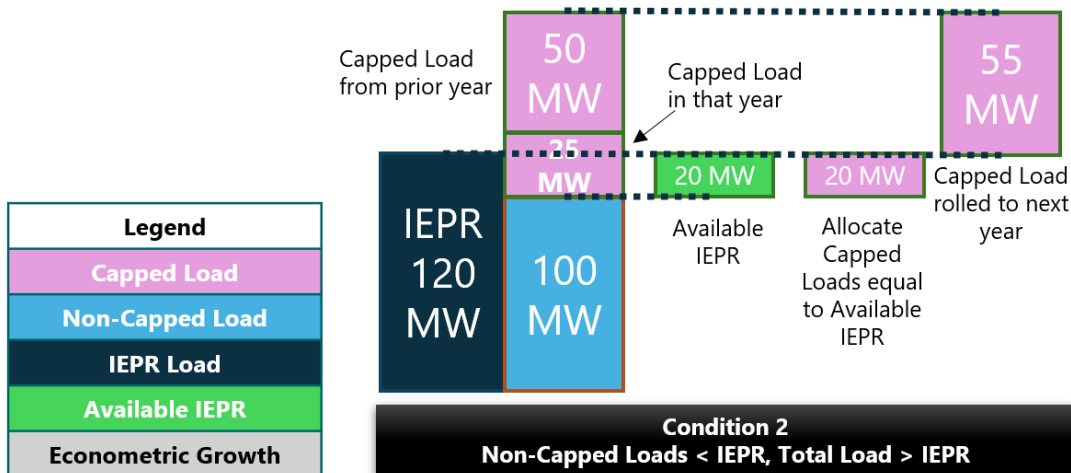 Capped Load
from prior year
50
MW
Capped Load
in that year
55
MW
25
MW
IEPR
120
MW
100
MW
20 MW
Available
IEPR
20 MW
Allocate
Capped
Loads equal
to Available
IEPR
Capped Load
rolled to next
year
Legend
Capped Load
Non-Capped Load
IEPR Load
Available IEPR
Econometric Growth
Condition 2
Non-Capped Loads < IEPR, Total Load > IEPR